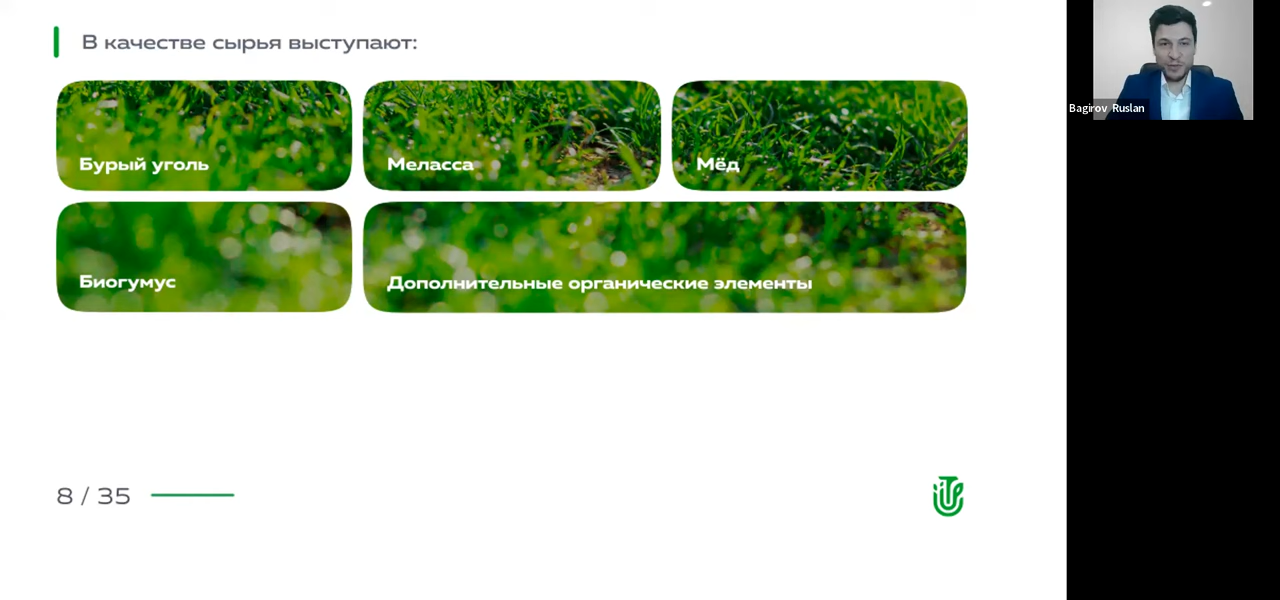 В качестве сырья выступают:
Бурый уголь
Меласса
Мёд
Биогумус
Дополнительные органические элементы
8 / 35
Bagirov Ruslan